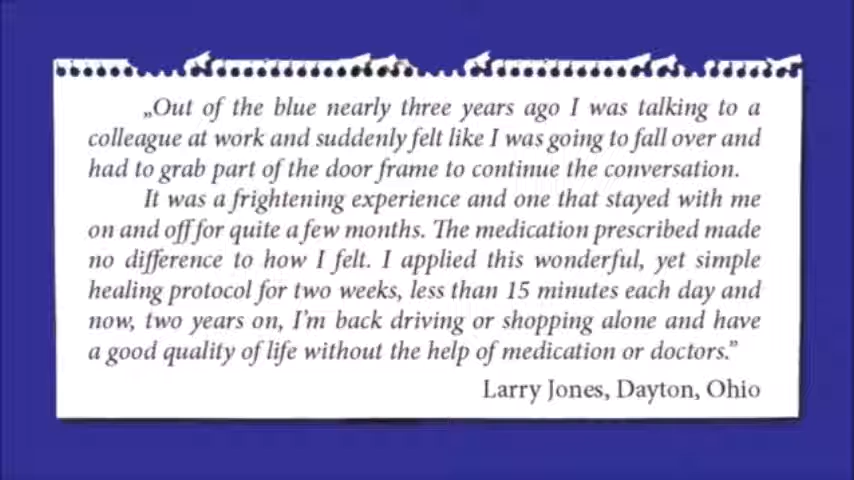 „Out of the blue nearly three years ago I was talking to a
colleague at work and suddenly felt like I was going to fall over and
had to grab part of the door frame to continue the conversation.
It was a frightening experience and one that stayed with me
on and off for quite a few months. The medication prescribed made
no difference to how I felt. I applied this wonderful, yet simple
healing protocol for two weeks, less than 15 minutes each day and
now, two years on, I'm back driving or shopping alone and have
a good quality of life without the help of medication or doctors.”
Larry Jones, Dayton, Ohio